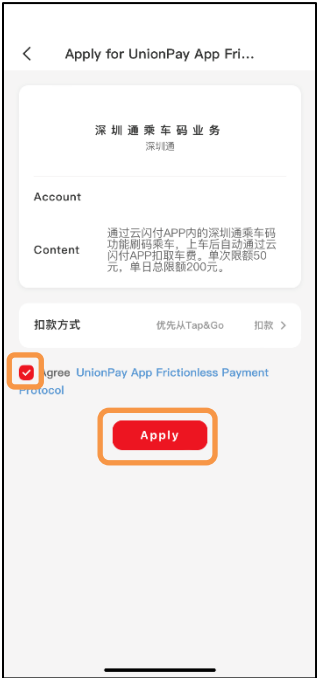 Apply for UnionPay App Fri...
深圳通乘车码业务
深圳通
Account
Content
通过云闪付APP内的深圳通乘车码
功能刷码乘车，上车后自动通过云
闪付APP扣取车费。单次限额50
元，单日总限额200元。
扣款方式 优先从Tap&Go 扣款
Agree UnionPay App Frictionless Payment
Protocol
Apply